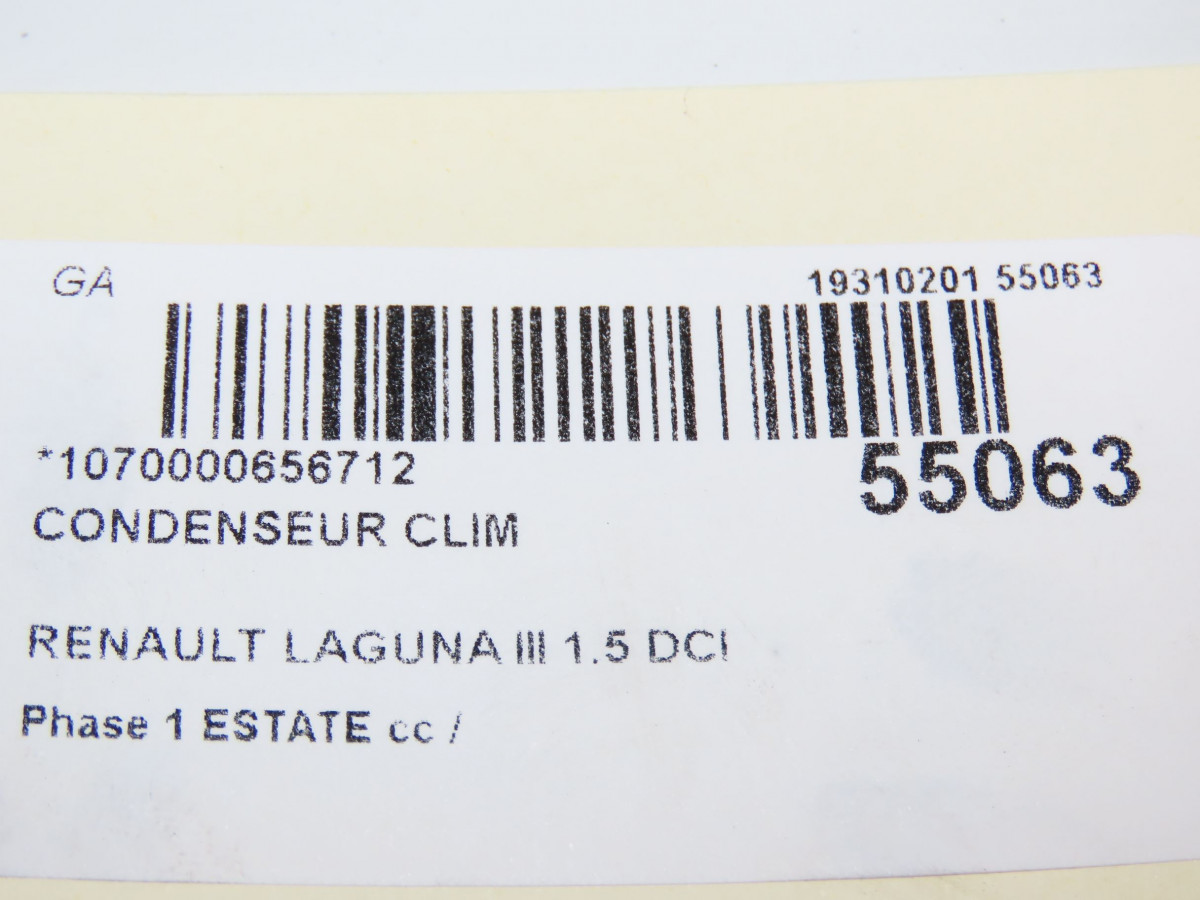 GA 19310201 55063
*1070000656712 55063
CONDENSEUR CLIM
RENAULT LAGUNA III 1.5 DCI
Phase 1 ESTATE cc /